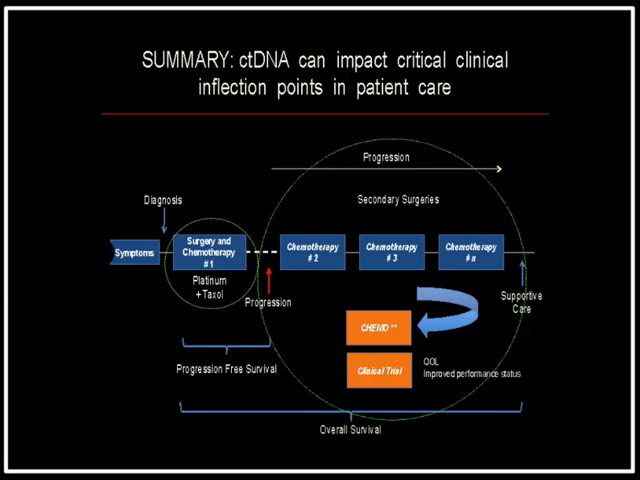 SUMMARY: ctDNA can impact critical clinical
inflection points in patient care
Progression
Diagnosis
Secondary Surgeries
Symptoms
Surgery and
Chemotherapy
# 1
Chemotherapy
# 2
Chemotherapy
# 3
Chemotherapy
# n
Platinum
+ Taxol
Progression
Supportive
Care
CHEMO **
Clinical Trial
QOL
Improved performance status
Progression Free Survival
Overall Survival